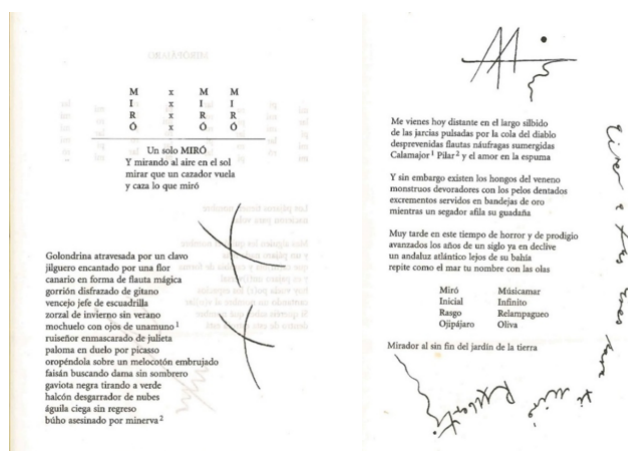 M x M M
I x I I
R x R R
Ó x Ó Ó
Un solo MIRÓ
Y mirando al aire en el sol
mirar que un cazador vuela
y caza lo que miró
Golondrina atravesada por un clavo
jilguero encantado por una flor
canario en forma de flauta mágica
gorrión disfrazado de gitano
vencejo jefe de escuadrilla
zorzal de invierno sin verano
mochuelo con ojos de unamuno¹
ruiseñor enmascarado de julieta
paloma en duelo por picasso
oropéndola sobre un melocotón embrujado
faisán buscando dama sin sombrero
gaviota negra tirando a verde
halcón desgarrador de nubes
águila ciega sin regreso
búho asesinado por minerva²
Me vienes hoy distante en el largo silbido
de las jarcias pulsadas por la cola del diablo
desprevenidas flautas náufragas sumergidas
Calamajor¹ Pilar² y el amor en la espuma
Y sin embargo existen los hongos del veneno
monstruos devoradores con los pelos dentados
excrementos servidos en bandejas de oro
mientras un segador afila su guadaña
Muy tarde en este tiempo de horror y de prodigio
avanzados los años de un siglo ya en declive
un andaluz atlántico lejos de su bahía
repite como el mar tu nombre con las olas
Miró Músicamar
Inicial Infinito
Rasgo Relampagueo
Ojipájaro Oliva
Mirador al sin fin del jardín de la tierra